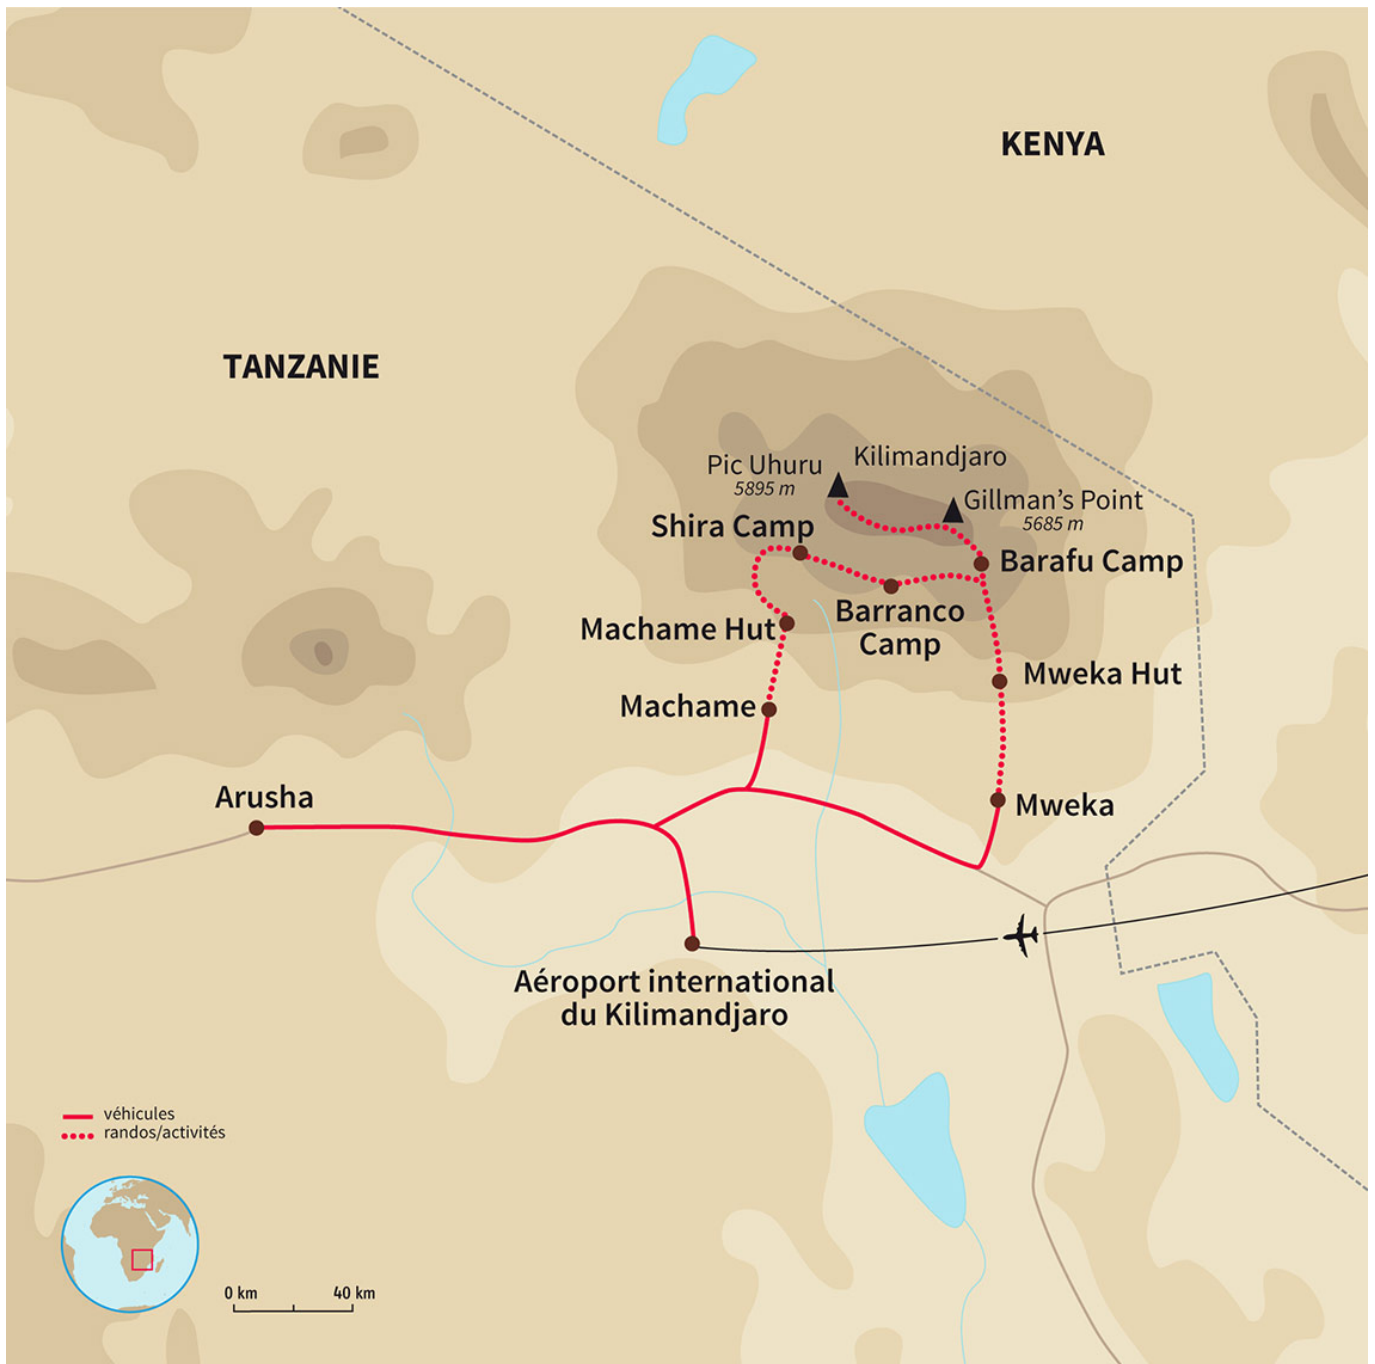 KENYA
TANZANIE
Kilimandjaro
Pic Uhuru
5895 m
Gillman's Point
5685 m
Shira Camp
Barafu Camp
Barranco
Camp
Machame Hut
Mweka Hut
Machame
Arusha
Mweka
Aéroport international
du Kilimandjaro
véhicules
randos/activités
0 km
40 km